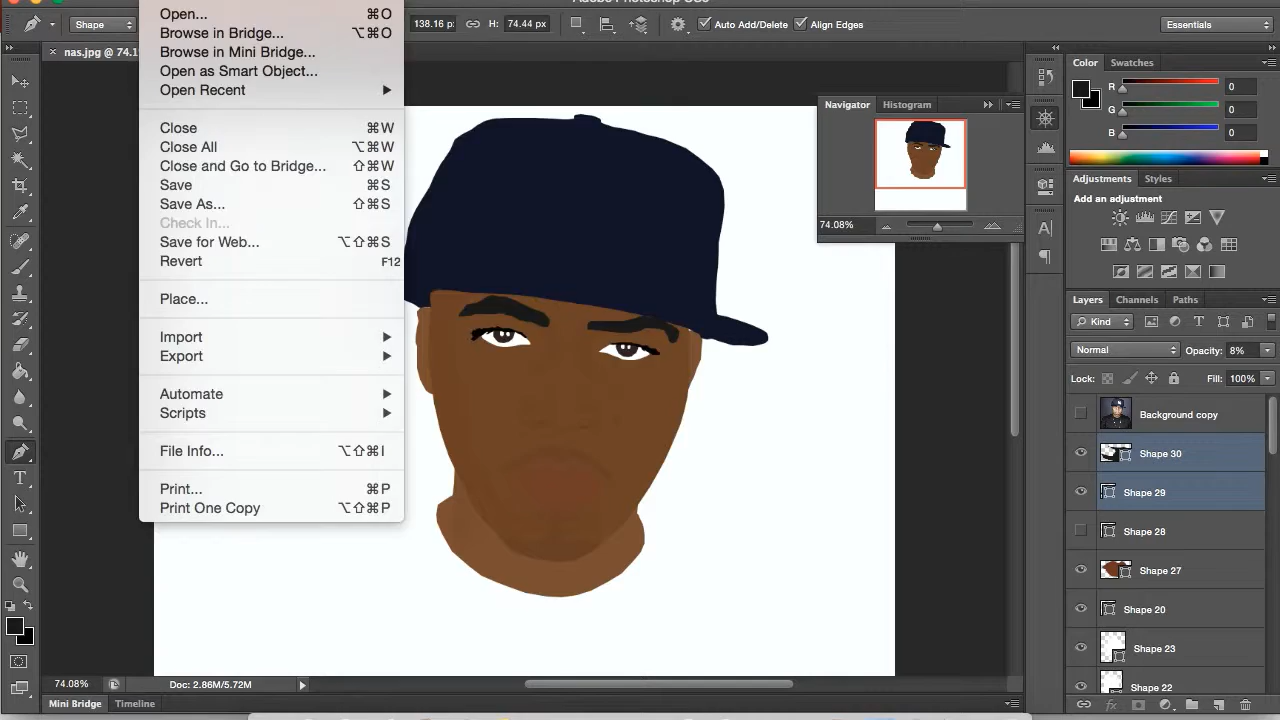 Shape
138.16 p:
H: 74.44 px
Auto Add/Delete
Align Edges
Essentials
nas.jpg @ 74.1
Open... ⌘O
Browse in Bridge... ⌥⌘O
Browse in Mini Bridge...
Open as Smart Object...
Open Recent
Close ⌘W
Close All ⌥⌘W
Close and Go to Bridge... ⇧⌘W
Save ⌘S
Save As... ⇧⌘S
Check In...
Save for Web... ⌥⇧⌘S
Revert F12
Place...
Import
Export
Automate
Scripts
File Info... ⌥⇧⌘I
Print... ⌘P
Print One Copy ⌥⇧⌘P
Navigator Histogram
74.08%
Color Swatches
R 0
G 0
B 0
Adjustments Styles
Add an adjustment
Layers Channels Paths
Kind
Normal Opacity: 8%
Lock: Fill: 100%
Background copy
Shape 30
Shape 29
Shape 28
Shape 27
Shape 20
Shape 23
Shape 22
74.08% Doc: 2.86M/5.72M
Mini Bridge Timeline